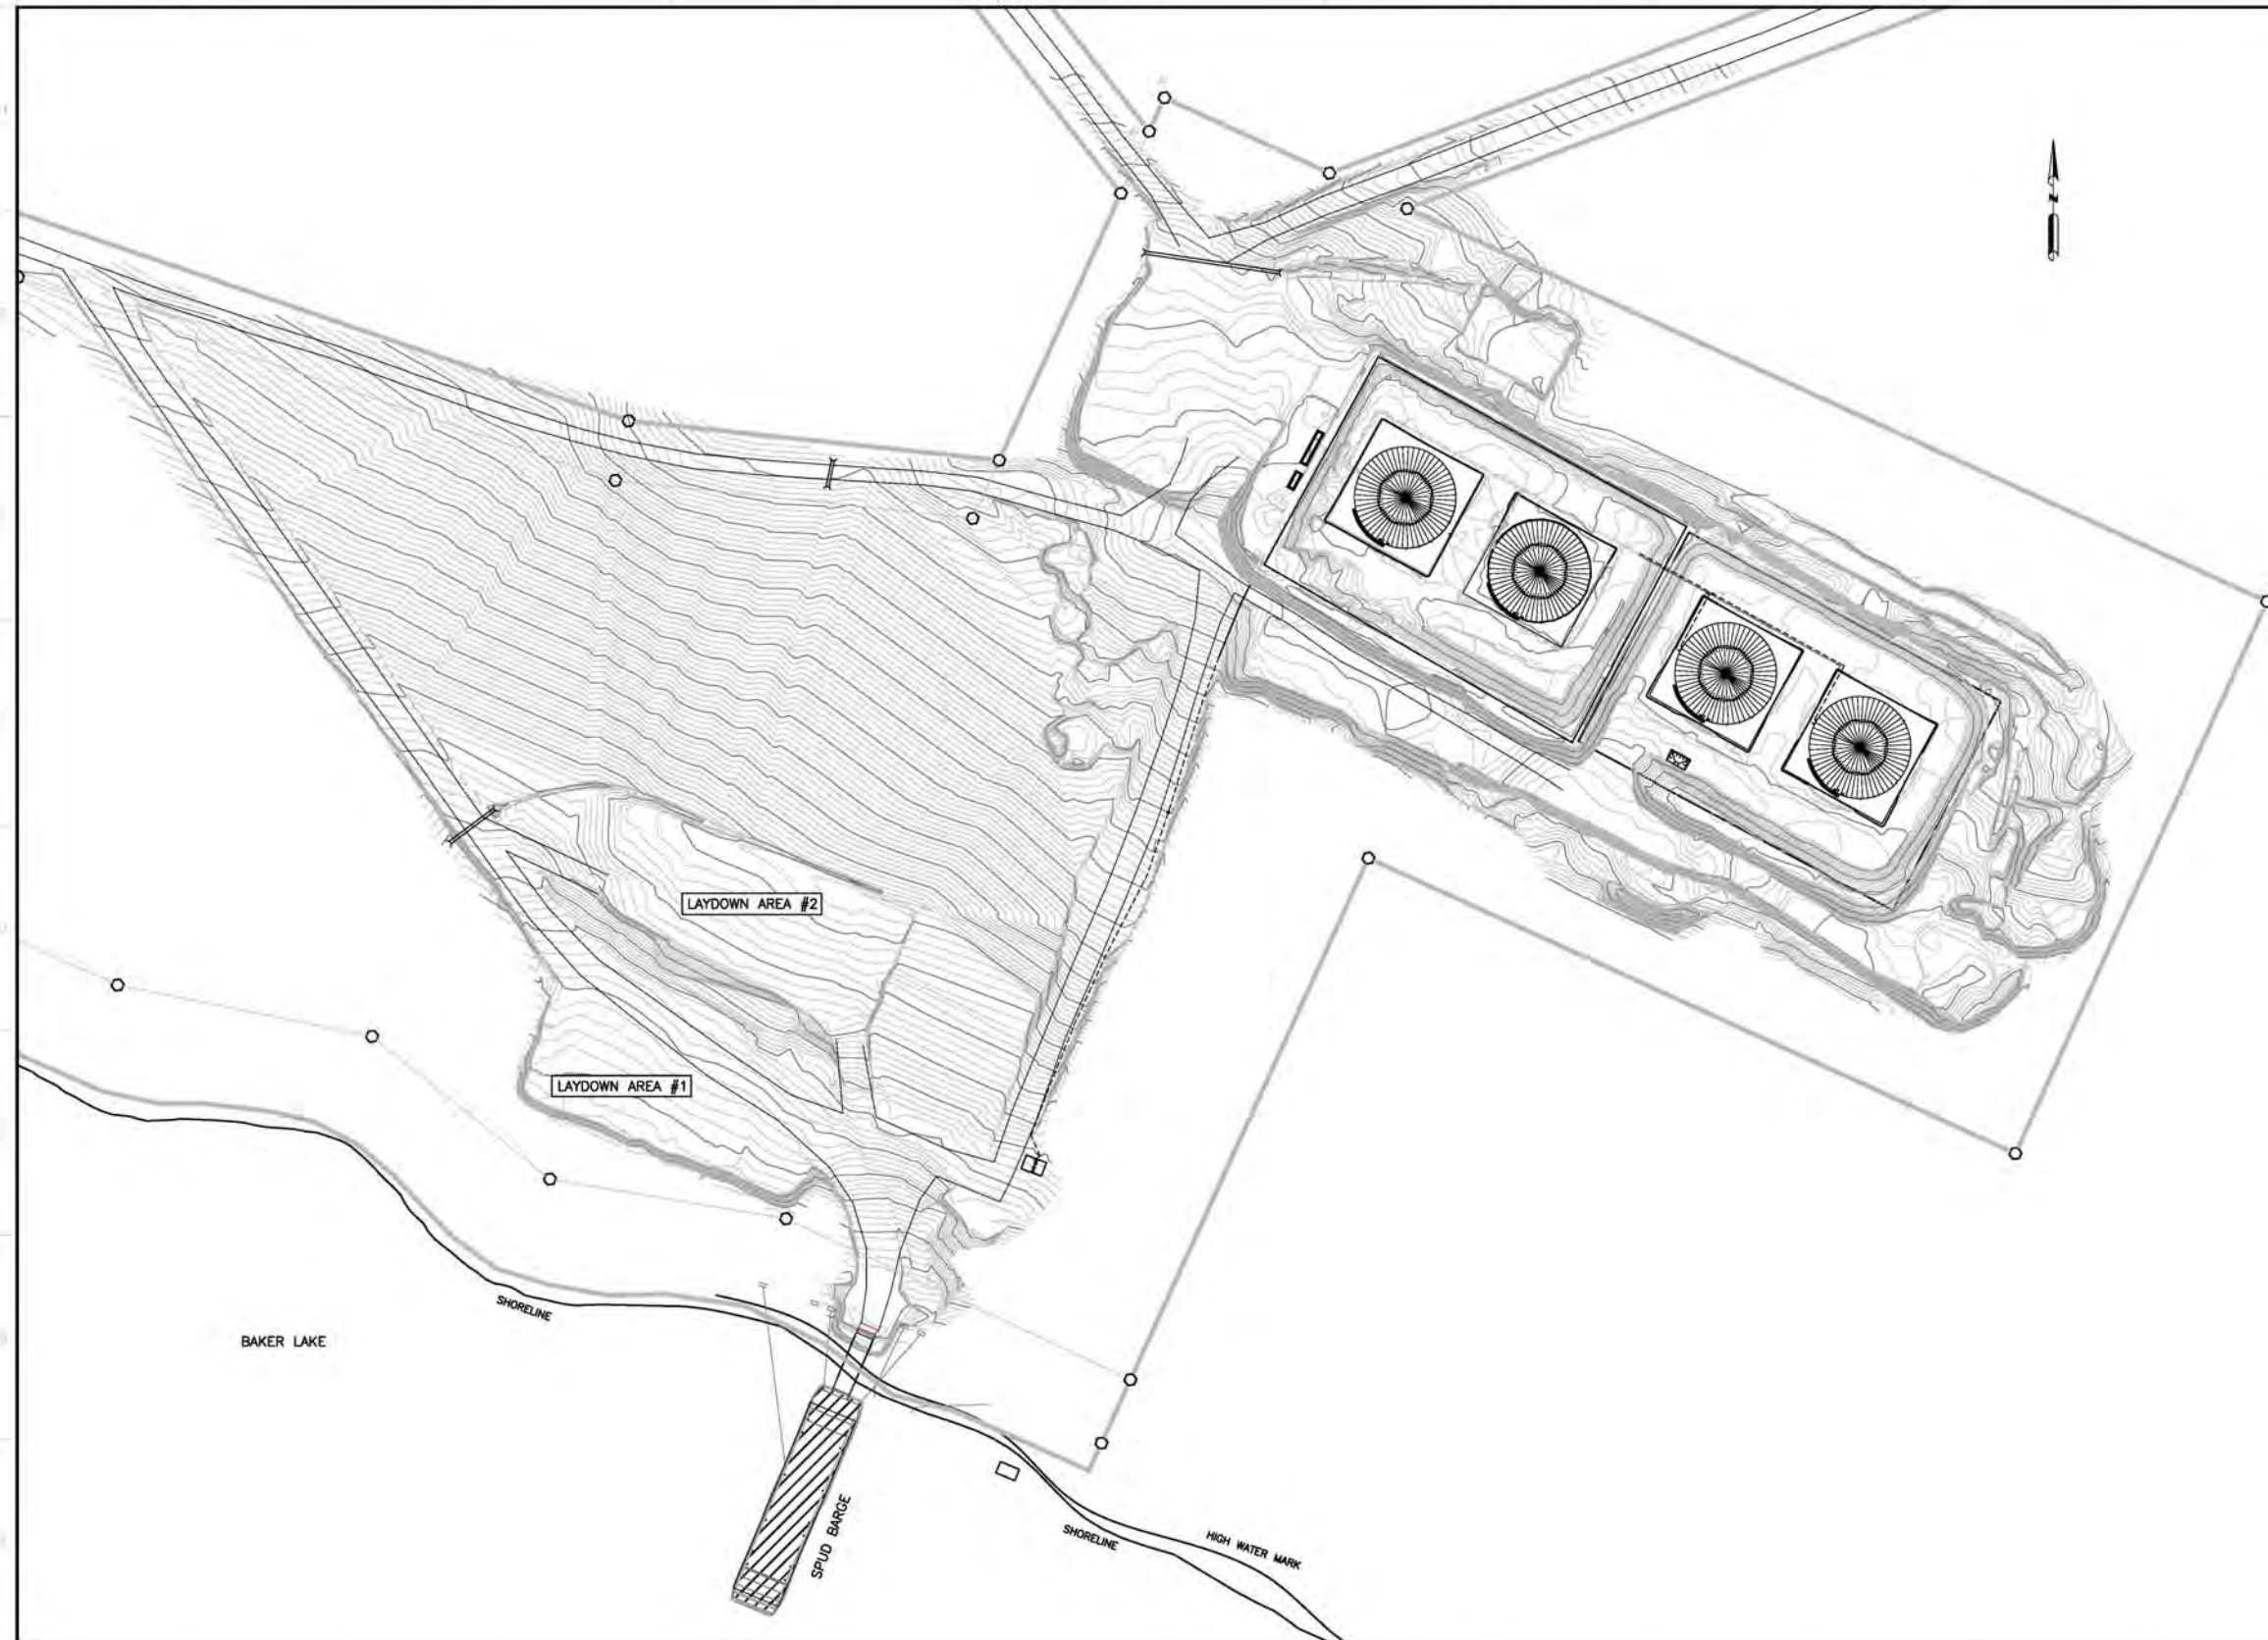 N
LAYDOWN AREA #2
LAYDOWN AREA #1
SHORELINE
BAKER LAKE
SPUD BARGE
SHORELINE
HIGH WATER MARK